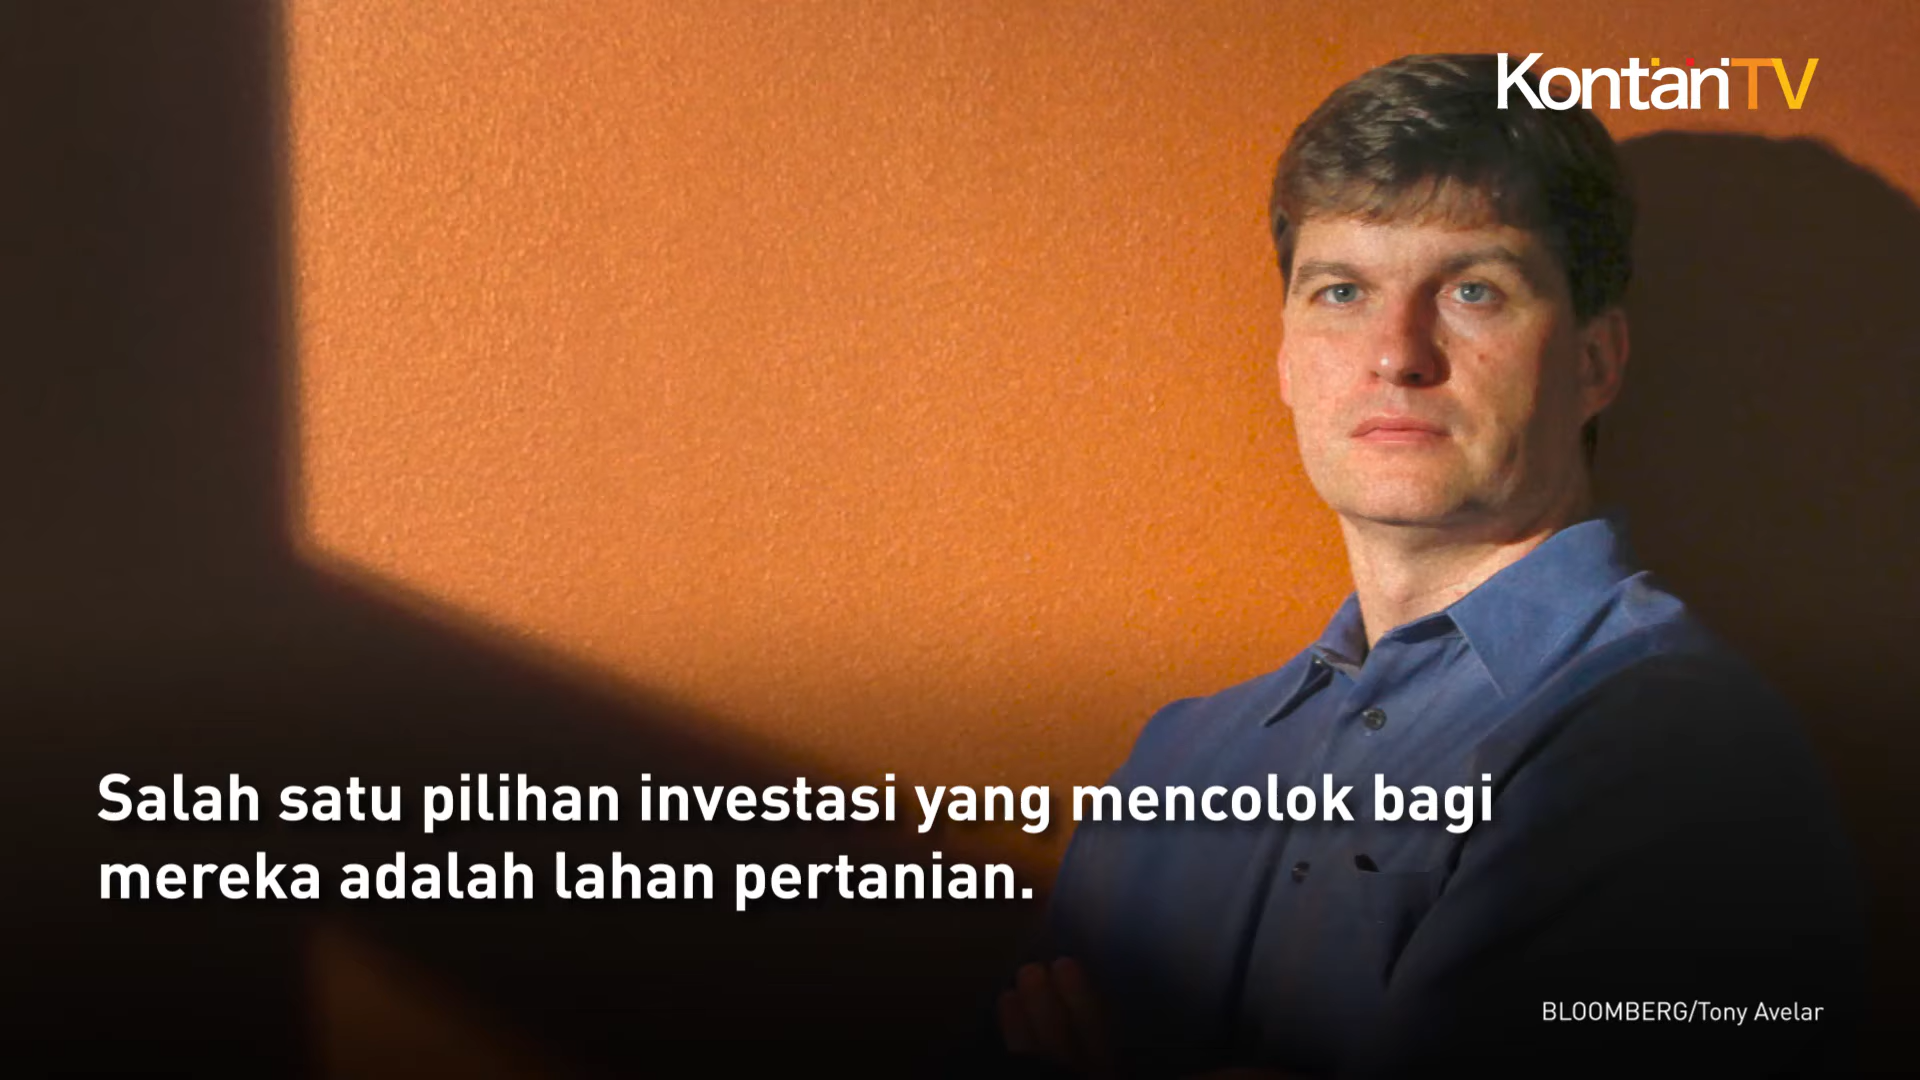 KontanTV
Salah satu pilihan investasi yang mencolok bagi
mereka adalah lahan pertanian.
BLOOMBERG/Tony Avelar